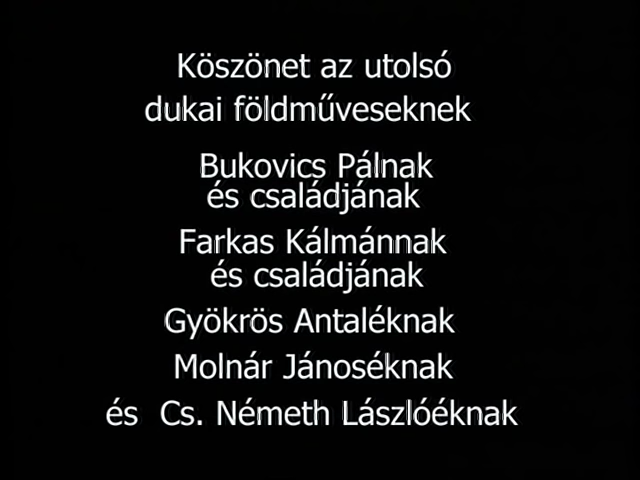 Köszönet az utolsó
dukai földműveseknek
Bukovics Pálnak
és családjának
Farkas Kálmánnak
és családjának
Gyökrös Antaléknak
Molnár Jánoséknak
és Cs. Németh Lászlóéknak